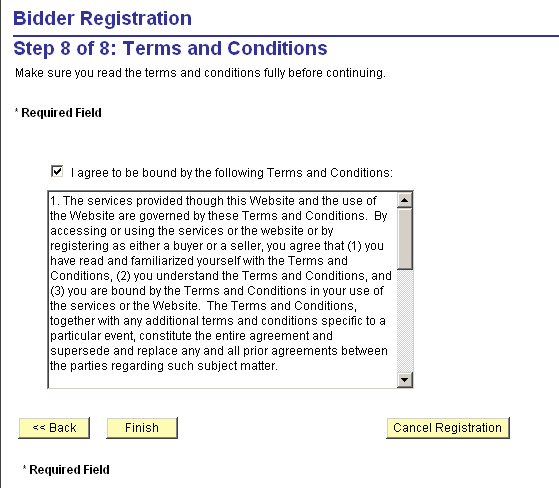 Bidder Registration
Step 8 of 8: Terms and Conditions
Make sure you read the terms and conditions fully before continuing.
* Required Field
I agree to be bound by the following Terms and Conditions:
1. The services provided though this Website and the use of
the Website are governed by these Terms and Conditions.  By
accessing or using the services or the website or by
registering as either a buyer or a seller, you agree that (1) you
have read and familiarized yourself with the Terms and
Conditions, (2) you understand the Terms and Conditions, and
(3) you are bound by the Terms and Conditions in your use of
the services or the Website.  The Terms and Conditions,
together with any additional terms and conditions specific to a
particular event, constitute the entire agreement and
supersede and replace any and all prior agreements between
the parties regarding such subject matter.
<< Back Finish Cancel Registration
* Required Field